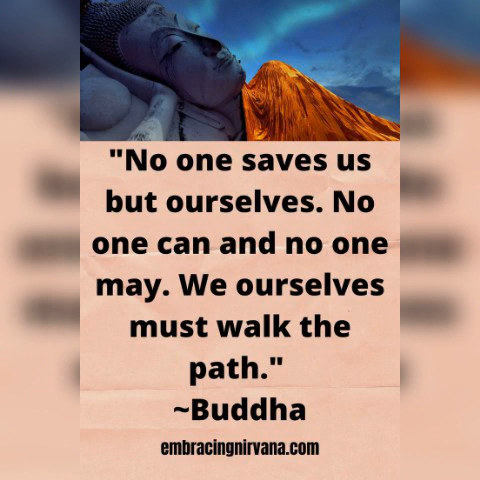 "No one saves us
but ourselves. No
one can and no one
may. We ourselves
must walk the
path."
~Buddha
embracingnirvana.com